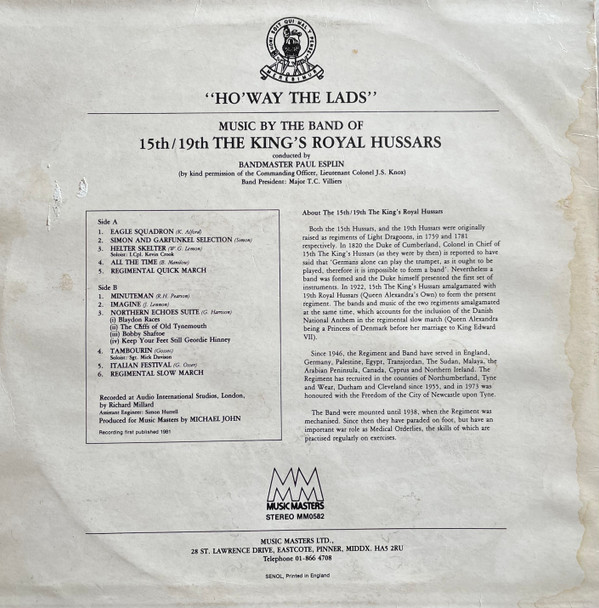 HONI SOIT QUI MAL Y PENSE
MEREBIMUR
"HO'WAY THE LADS"
MUSIC BY THE BAND OF
15th/19th THE KING'S ROYAL HUSSARS
conducted by
BANDMASTER PAUL ESPLIN
(by kind permission of the Commanding Officer, Lieutenant Colonel J.S. Knox)
Band President: Major T.C. Villiers
Side A
1. EAGLE SQUADRON (K. Alford)
2. SIMON AND GARFUNKEL SELECTION (Simon)
3. HELTER SKELTER (W.G. Lemon)
Soloist: LCpl. Kevin Crook
4. ALL THE TIME (B. Hamilton)
5. REGIMENTAL QUICK MARCH
Side B
1. MINUTEMAN (R.H. Pearson)
2. IMAGINE (J. Lennon)
3. NORTHERN ECHOES SUITE (G. Harrison)
(i) Blaydon Races
(ii) The Cliffs of Old Tynemouth
(iii) Bobby Shaftoe
(iv) Keep Your Feet Still Geordie Hinney
4. TAMBOURIN (Gossec)
Soloist: Sgt. Mick Davison
5. ITALIAN FESTIVAL (G. Osser)
6. REGIMENTAL SLOW MARCH
Recorded at Audio International Studios, London,
by Richard Millard
Assistant Engineer: Simon Hurrell
Produced for Music Masters by MICHAEL JOHN
Recording first published 1981
About The 15th/19th The King's Royal Hussars
Both the 15th Hussars, and the 19th Hussars were originally
raised as regiments of Light Dragoons, in 1759 and 1781
respectively. In 1820 the Duke of Cumberland, Colonel in Chief of
15th The King's Hussars (as they were by then) is reported to have
said that 'Germans alone can play the trumpet, as it ought to be
played, therefore it is impossible to form a band'. Nevertheless a
band was formed and the Duke himself presented the first set of
instruments. In 1922, 15th The King's Hussars amalgamated with
19th Royal Hussars (Queen Alexandra's Own) to form the present
regiment. The bands and music of the two regiments amalgamated
at the same time, which accounts for the inclusion of the Danish
National Anthem in the regimental slow march (Queen Alexandra
being a Princess of Denmark before her marriage to King Edward
VII).
Since 1946, the Regiment and Band have served in England,
Germany, Palestine, Egypt, Transjordan, The Sudan, Malaya, the
Arabian Peninsula, Canada, Cyprus and Northern Ireland. The
Regiment has recruited in the counties of Northumberland, Tyne
and Wear, Durham and Cleveland since 1955, and in 1973 was
honoured with the Freedom of the City of Newcastle upon Tyne.
The Band were mounted until 1938, when the Regiment was
mechanised. Since then they have paraded on foot, but have an
important war role as Medical Orderlies, the skills of which are
practised regularly on exercises.
MM
MUSIC MASTERS
STEREO MM0582
MUSIC MASTERS LTD.,
28 ST. LAWRENCE DRIVE, EASTCOTE, PINNER, MIDDX. HA5 2RU
Telephone 01-866 4708
SENOL, Printed in England